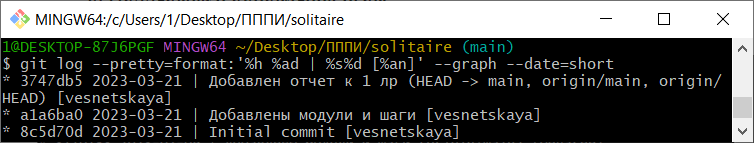 MINGW64:/c/Users/1/Desktop/ПППИ/solitaire
1@DESKTOP-87J6PGF MINGW64 ~/Desktop/ПППИ/solitaire (main)
$ git log --pretty=format:'%h %ad | %s%d [%an]' --graph --date=short
* 3747db5 2023-03-21 | Добавлен отчет к 1 лр (HEAD -> main, origin/main, origin/
HEAD) [vesnetskaya]
* a1a6ba0 2023-03-21 | Добавлены модули и шаги [vesnetskaya]
* 8c5d70d 2023-03-21 | Initial commit [vesnetskaya]